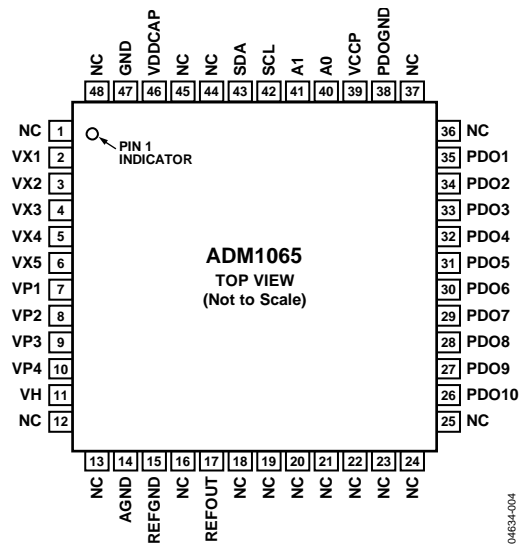 NC GND VDDCAP NC NC SDA SCL A1 A0 VCCP PDOGND NC
48 47 46 45 44 43 42 41 40 39 38 37
NC 1
VX1 2
VX2 3
VX3 4
VX4 5
VX5 6
VP1 7
VP2 8
VP3 9
VP4 10
VH 11
NC 12
PIN 1
INDICATOR
ADM1065
TOP VIEW
(Not to Scale)
36 NC
35 PDO1
34 PDO2
33 PDO3
32 PDO4
31 PDO5
30 PDO6
29 PDO7
28 PDO8
27 PDO9
26 PDO10
25 NC
13 14 15 16 17 18 19 20 21 22 23 24
NC AGND REFGND NC REFOUT NC NC NC NC NC NC NC
04634-004